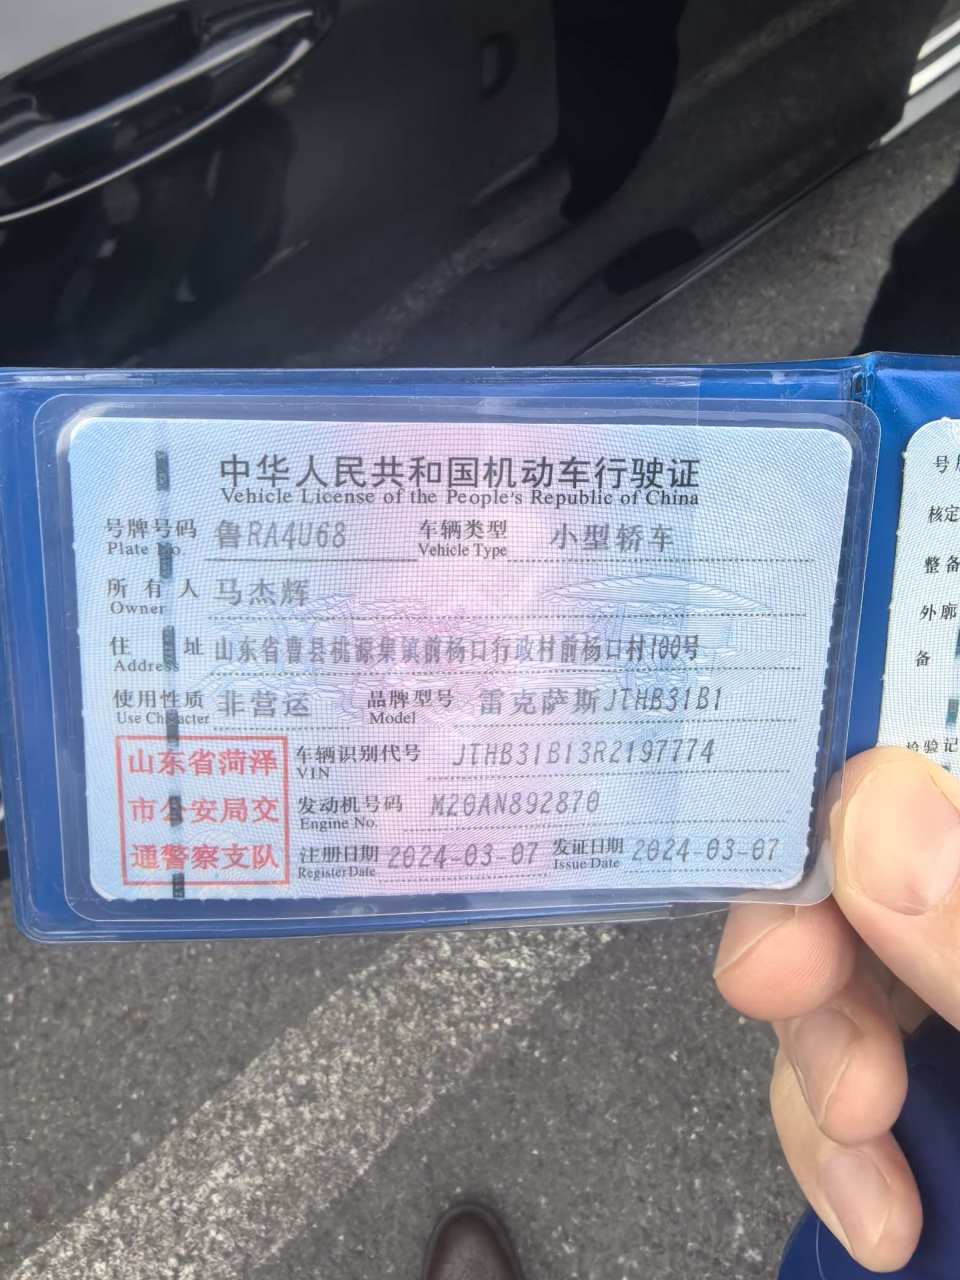 中华人民共和国机动车行驶证
Vehicle License of the People's Republic of China
号牌号码 鲁RA4U68 车辆类型 小型轿车
Plate No. Vehicle Type
所有人 马杰辉
Owner
住址 山东省曹县桃源集镇前杨口行政村前杨口村100号
Address
使用性质 非营运 品牌型号 雷克萨斯JTHB31B1
Use Character Model
山东省菏泽
市公安局交
通警察支队
车辆识别代号 JTHB31B13R2197774
VIN
发动机号码 M20AN892870
Engine No.
注册日期 2024-03-07 发证日期 2024-03-07
Register Date Issue Date
号
核定
整备
外廓
备
检验记